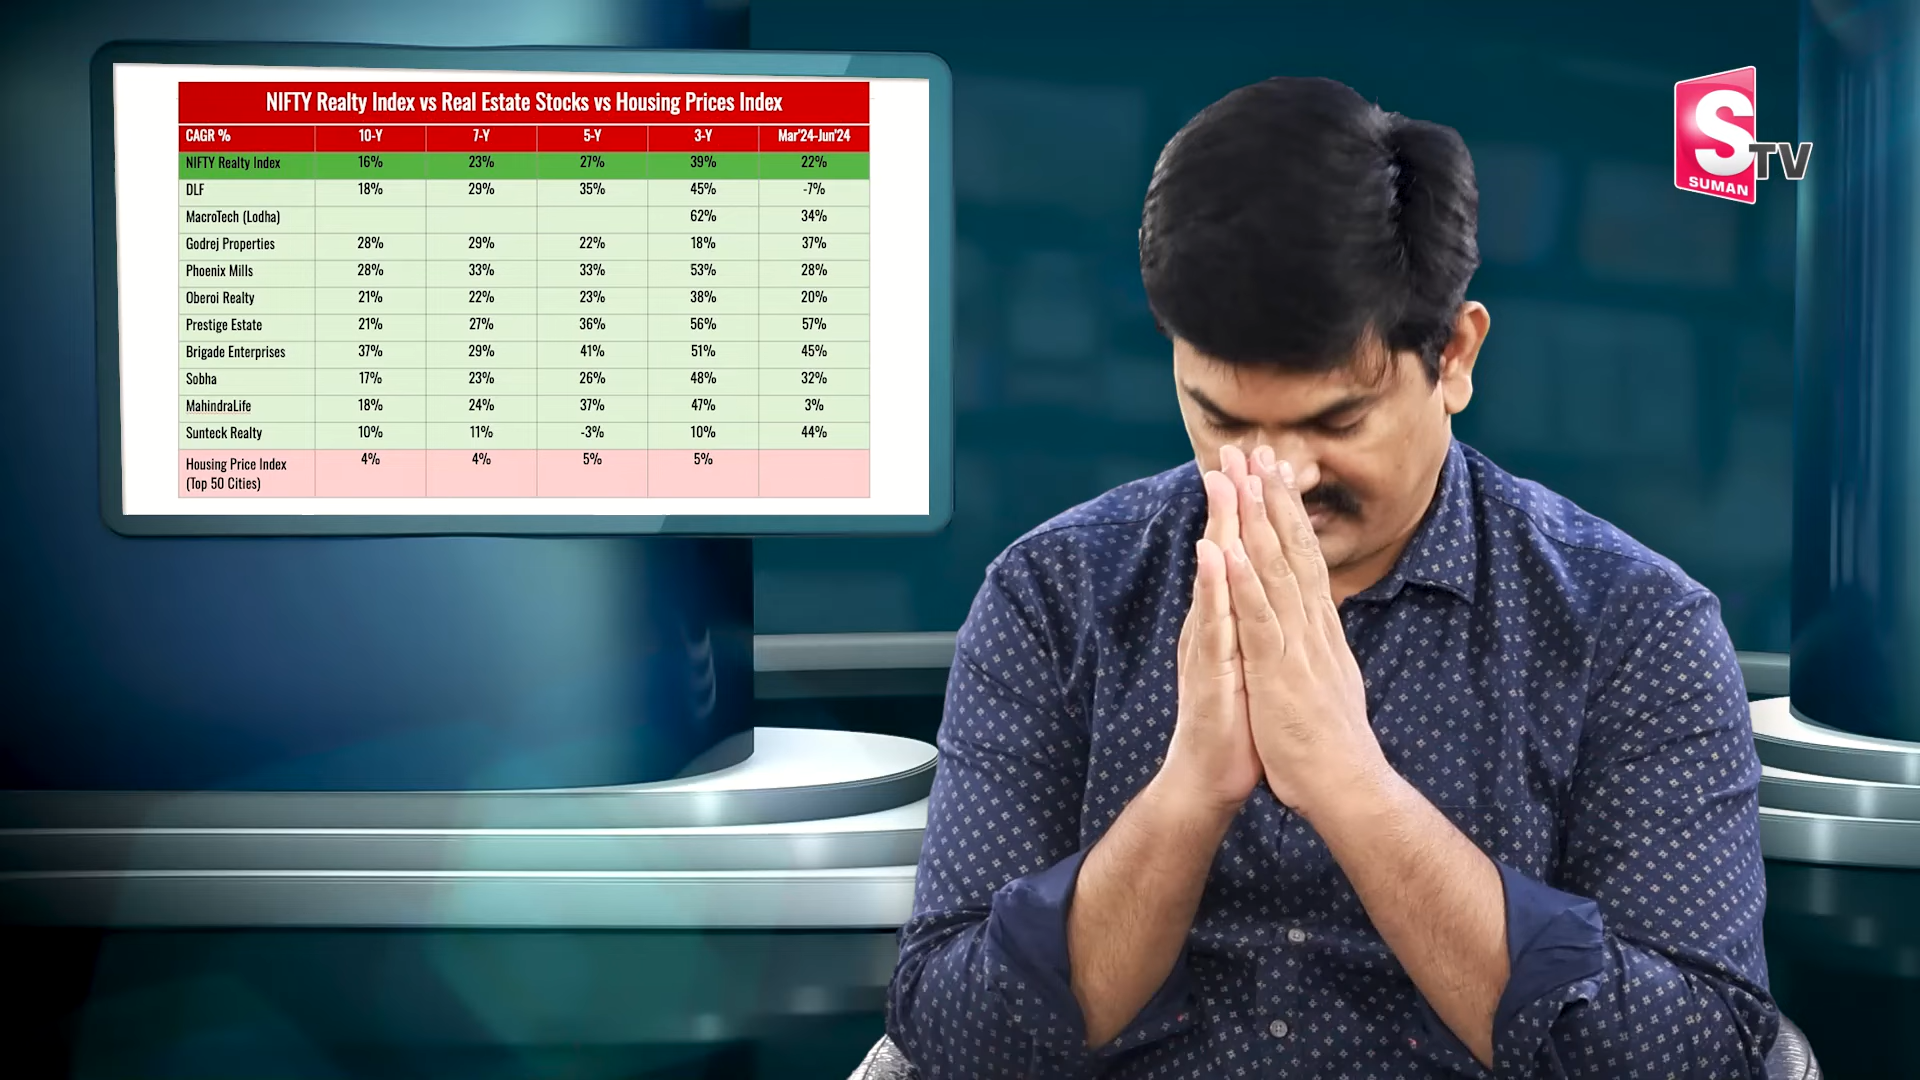 NIFTY Realty Index vs Real Estate Stocks vs Housing Prices Index
CAGR % 10-Y 7-Y 5-Y 3-Y Mar'24-Jun'24
NIFTY Realty Index 16% 23% 27% 39% 22%
DLF 18% 29% 35% 45% -7%
MacroTech (Lodha) 62% 34%
Godrej Properties 28% 29% 22% 18% 37%
Phoenix Mills 28% 33% 33% 53% 28%
Oberoi Realty 21% 22% 23% 38% 20%
Prestige Estate 21% 27% 36% 56% 57%
Brigade Enterprises 37% 29% 41% 51% 45%
Sobha 17% 23% 26% 48% 32%
MahindraLife 18% 24% 37% 47% 3%
Sunteck Realty 10% 11% -3% 10% 44%
Housing Price Index 4% 4% 5% 5%
(Top 50 Cities)
S TV
SUMAN